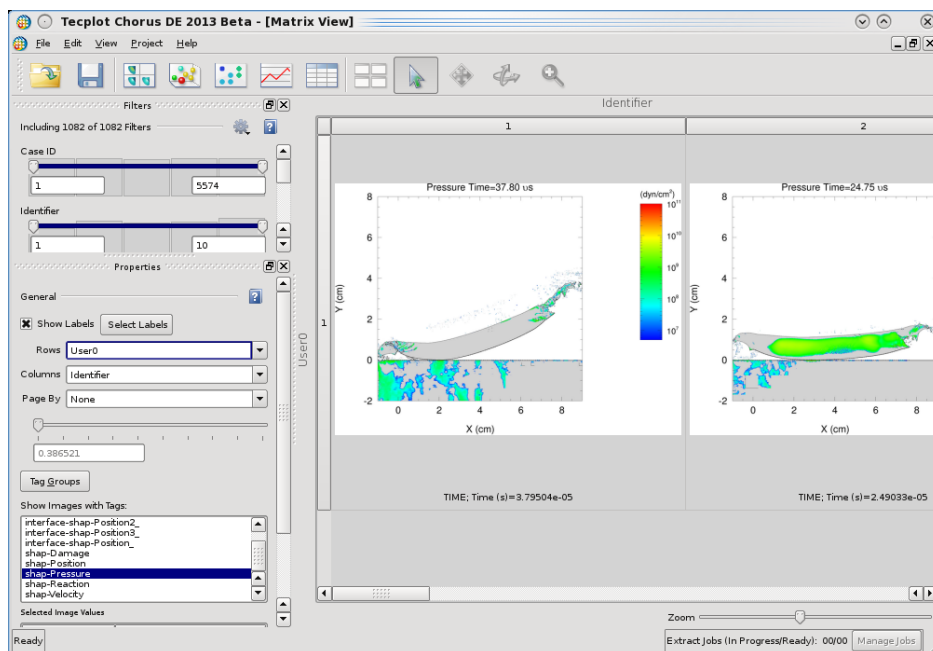 Tecplot Chorus DE 2013 Beta - [Matrix View]
File Edit View Project Help
Filters
Including 1082 of 1082 Filters
Case ID
1 5574
Identifier
1 10
Properties
General
Show Labels Select Labels
Rows User0
Columns Identifier
Page By None
0.386521
Tag Groups
Show Images with Tags:
interface-shap-Position2_
interface-shap-Position3_
interface-shap-Position_
shap-Damage
shap-Position
shap-Pressure
shap-Reaction
shap-Velocity
Selected Image Values
Ready
Identifier
1 2
User0
1
Pressure Time=37.80 υs
(dyn/cm²)
10¹¹
10¹⁰
10⁹
10⁸
10⁷
8
6
4
2
0
-2
Y (cm)
0 2 4 6 8
X (cm)
TIME; Time (s)=3.79504e-05
Pressure Time=24.75 υs
8
6
4
2
0
-2
Y (cm)
0 2 4 6 8
X (cm)
TIME; Time (s)=2.49033e-05
Zoom
Extract Jobs (In Progress/Ready): 00/00 Manage Jobs